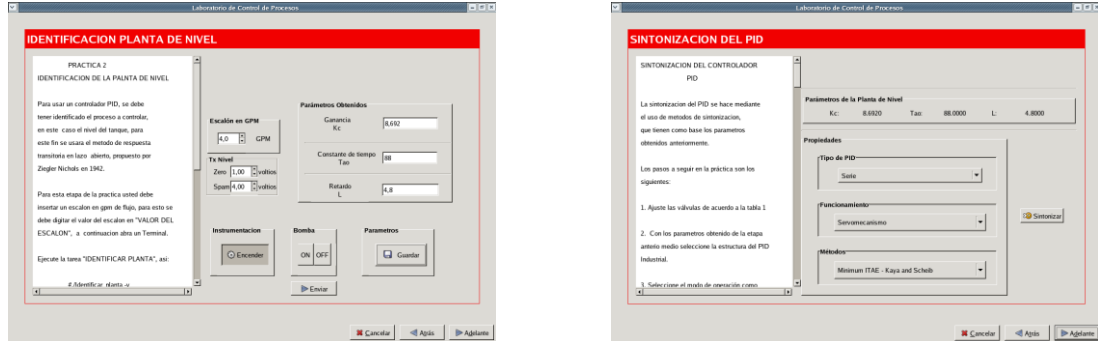 Laboratorio de Control de Procesos
IDENTIFICACION PLANTA DE NIVEL
PRACTICA 2
IDENTIFICACION DE LA PALNTA DE NIVEL
Para usar un controlador PID, se debe
tener identificado el proceso a controlar,
en este caso el nivel del tanque, para
este fin se usara el metodo de respuesta
transitoria en lazo abierto, propuesto por
Ziegler Nichols en 1942.
Para esta etapa de la practica usted debe
insertar un escalon en gpm de flujo, para esto se
debe digitar el valor del escalon en "VALOR DEL
ESCALON", a continuacion abra un Terminal.
Ejecute la tarea "IDENTIFICAR PLANTA", asi:
#./Identificar_planta -v
Escalón en GPM
4,0 GPM
Tx Nivel
Zero 1,00 voltios
Span 4,00 voltios
Parámetros Obtenidos
Ganancia
Kc
8,692
Constante de tiempo
Tao
88
Retardo
L
4,8
Instrumentacion
Encender
Bomba
ON OFF
Parametros
Guardar
Enviar
Cancelar Atrás Adelante
Laboratorio de Control de Procesos
SINTONIZACION DEL PID
SINTONIZACION DEL CONTROLADOR
PID
La sintonizacion del PID se hace mediante
el uso de metodos de sintonizacion,
que tienen como base los parametros
obtenidos anteriormente.
Los pasos a seguir en la práctica son los
siguientes:
1. Ajuste las válvulas de acuerdo a la tabla 1
2. Con los parametros obtenido de la etapa
anterio medio seleccione la estructura del PID
Industrial.
3. Seleccione el modo de operación como
Parámetros de la Planta de Nivel
Kc: 8.6920 Tao: 88.0000 L: 4.8000
Propiedades
Tipo de PID
Serie
Funcionamiento
Servomecanismo
Métodos
Minimum ITAE - Kaya and Scheib
Sintonizar
Cancelar Atrás Adelante